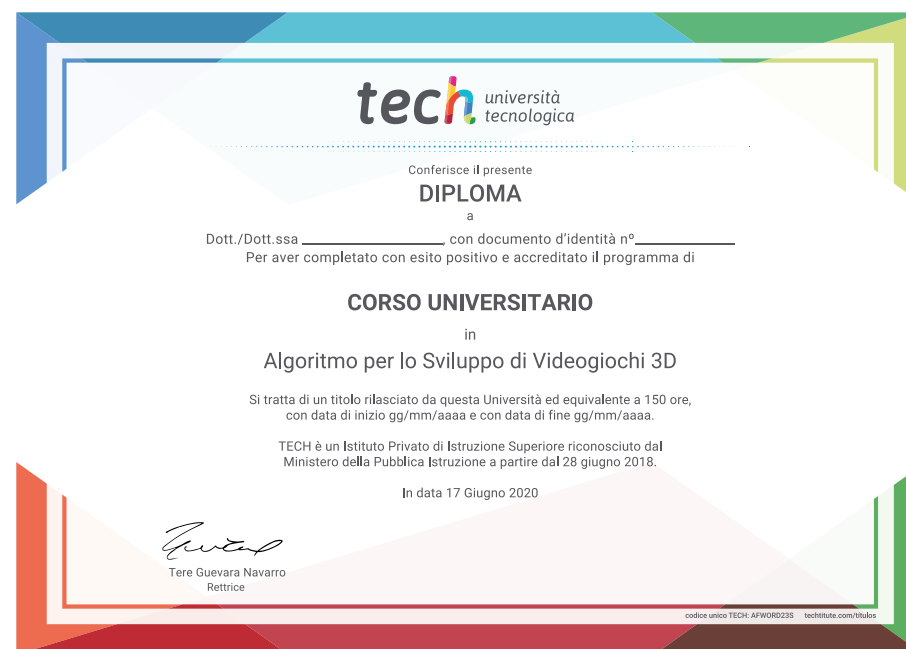 tech università
tecnologica
Conferisce il presente
DIPLOMA
a
Dott./Dott.ssa ____________________, con documento d'identità nº______________
Per aver completato con esito positivo e accreditato il programma di
CORSO UNIVERSITARIO
in
Algoritmo per lo Sviluppo di Videogiochi 3D
Si tratta di un titolo rilasciato da questa Università ed equivalente a 150 ore,
con data di inizio gg/mm/aaaa e con data di fine gg/mm/aaaa.
TECH è un Istituto Privato di Istruzione Superiore riconosciuto dal
Ministero della Pubblica Istruzione a partire dal 28 giugno 2018.
In data 17 Giugno 2020
Tere Guevara Navarro
Rettrice
codice unico TECH: AFWORD23S techtitute.com/títulos